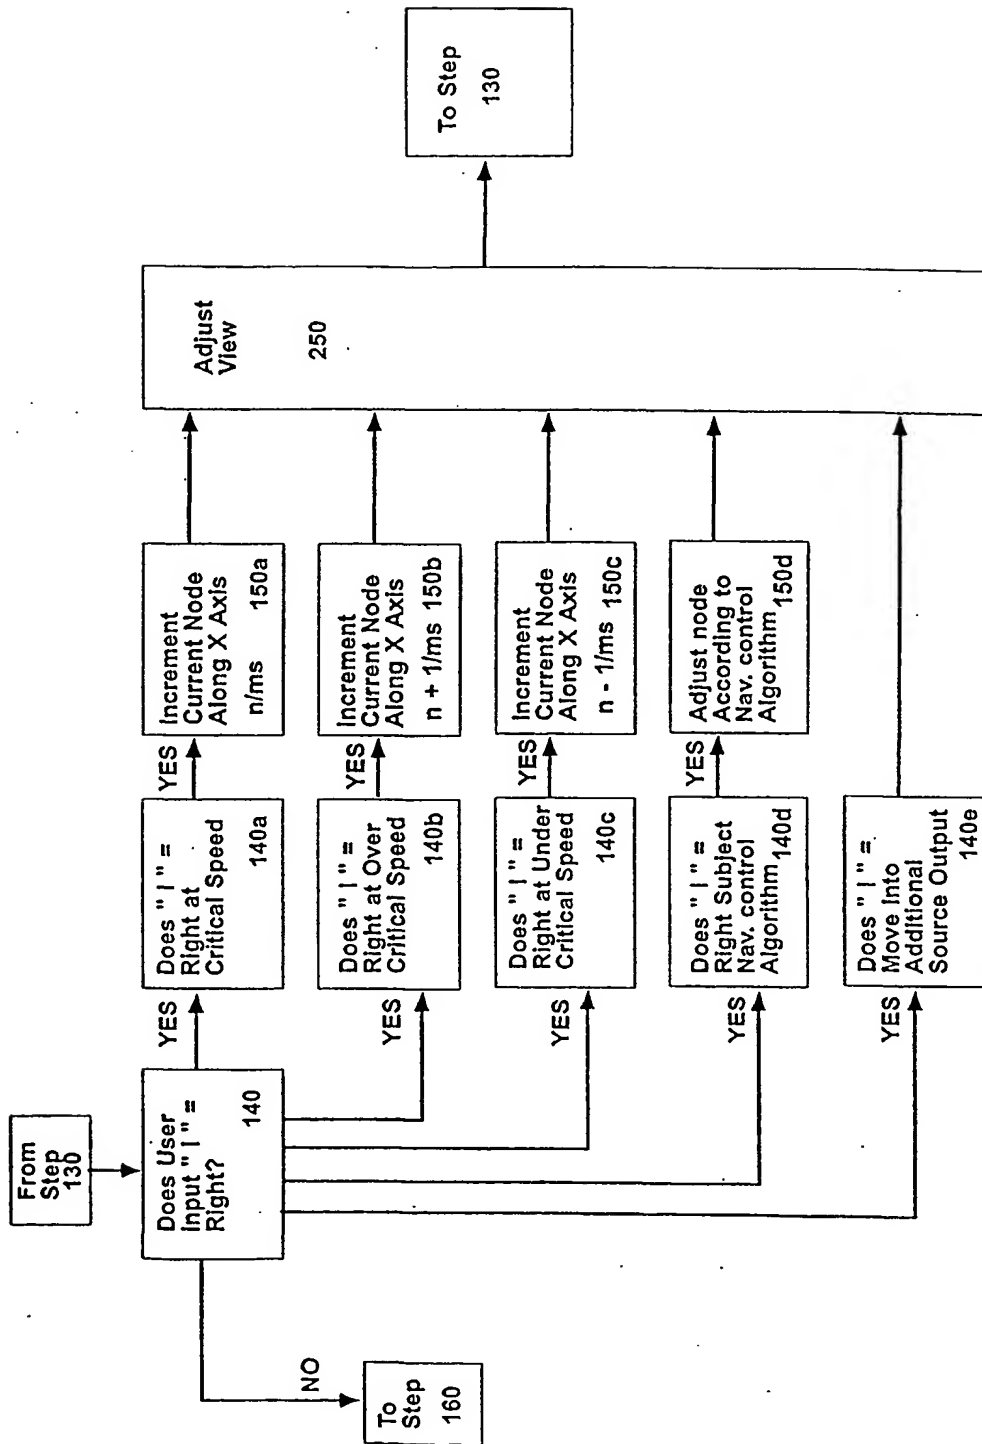 From
Step
130
Does User
Input " I " =
Right?
140
NO
To
Step
160
YES
Does " I " =
Right at
Critical Speed
140a
YES
Increment
Current Node
Along X Axis
n/ms 150a
YES
Does " I " =
Right at Over
Critical Speed
140b
YES
Increment
Current Node
Along X Axis
n + 1/ms 150b
YES
Does " I " =
Right at Under
Critical Speed
140c
YES
Increment
Current Node
Along X Axis
n - 1/ms 150c
YES
Does " I " =
Right Subject
Nav. control
Algorithm 140d
YES
Adjust node
According to
Nav. control
Algorithm 150d
YES
Does " I " =
Move Into
Additional
Source Output
140e
Adjust
View
250
To Step
130